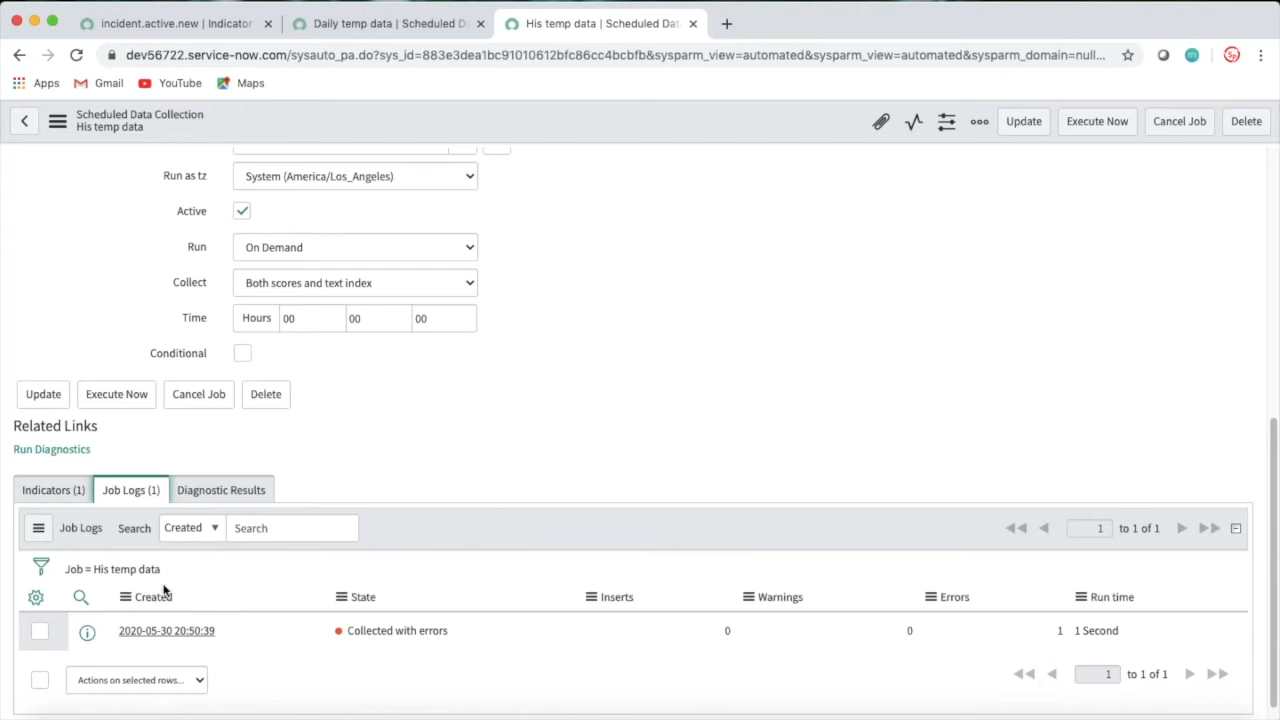 incident.active.new | Indicator
Daily temp data | Scheduled D
His temp data | Scheduled Dat
dev56722.service-now.com/sysauto_pa.do?sys_id=883e3dea1bc91010612bfc86cc4bcbfb&sysparm_view=automated&sysparm_view=automated&sysparm_domain=null...
Apps Gmail YouTube Maps
Scheduled Data Collection
His temp data
Update Execute Now Cancel Job Delete
Run as tz System (America/Los_Angeles)
Active
Run On Demand
Collect Both scores and text index
Time Hours 00 00 00
Conditional
Update Execute Now Cancel Job Delete
Related Links
Run Diagnostics
Indicators (1) Job Logs (1) Diagnostic Results
Job Logs Search Created Search 1 to 1 of 1
Job = His temp data
Created State Inserts Warnings Errors Run time
2020-05-30 20:50:39 Collected with errors 0 0 1 1 Second
Actions on selected rows... 1 to 1 of 1